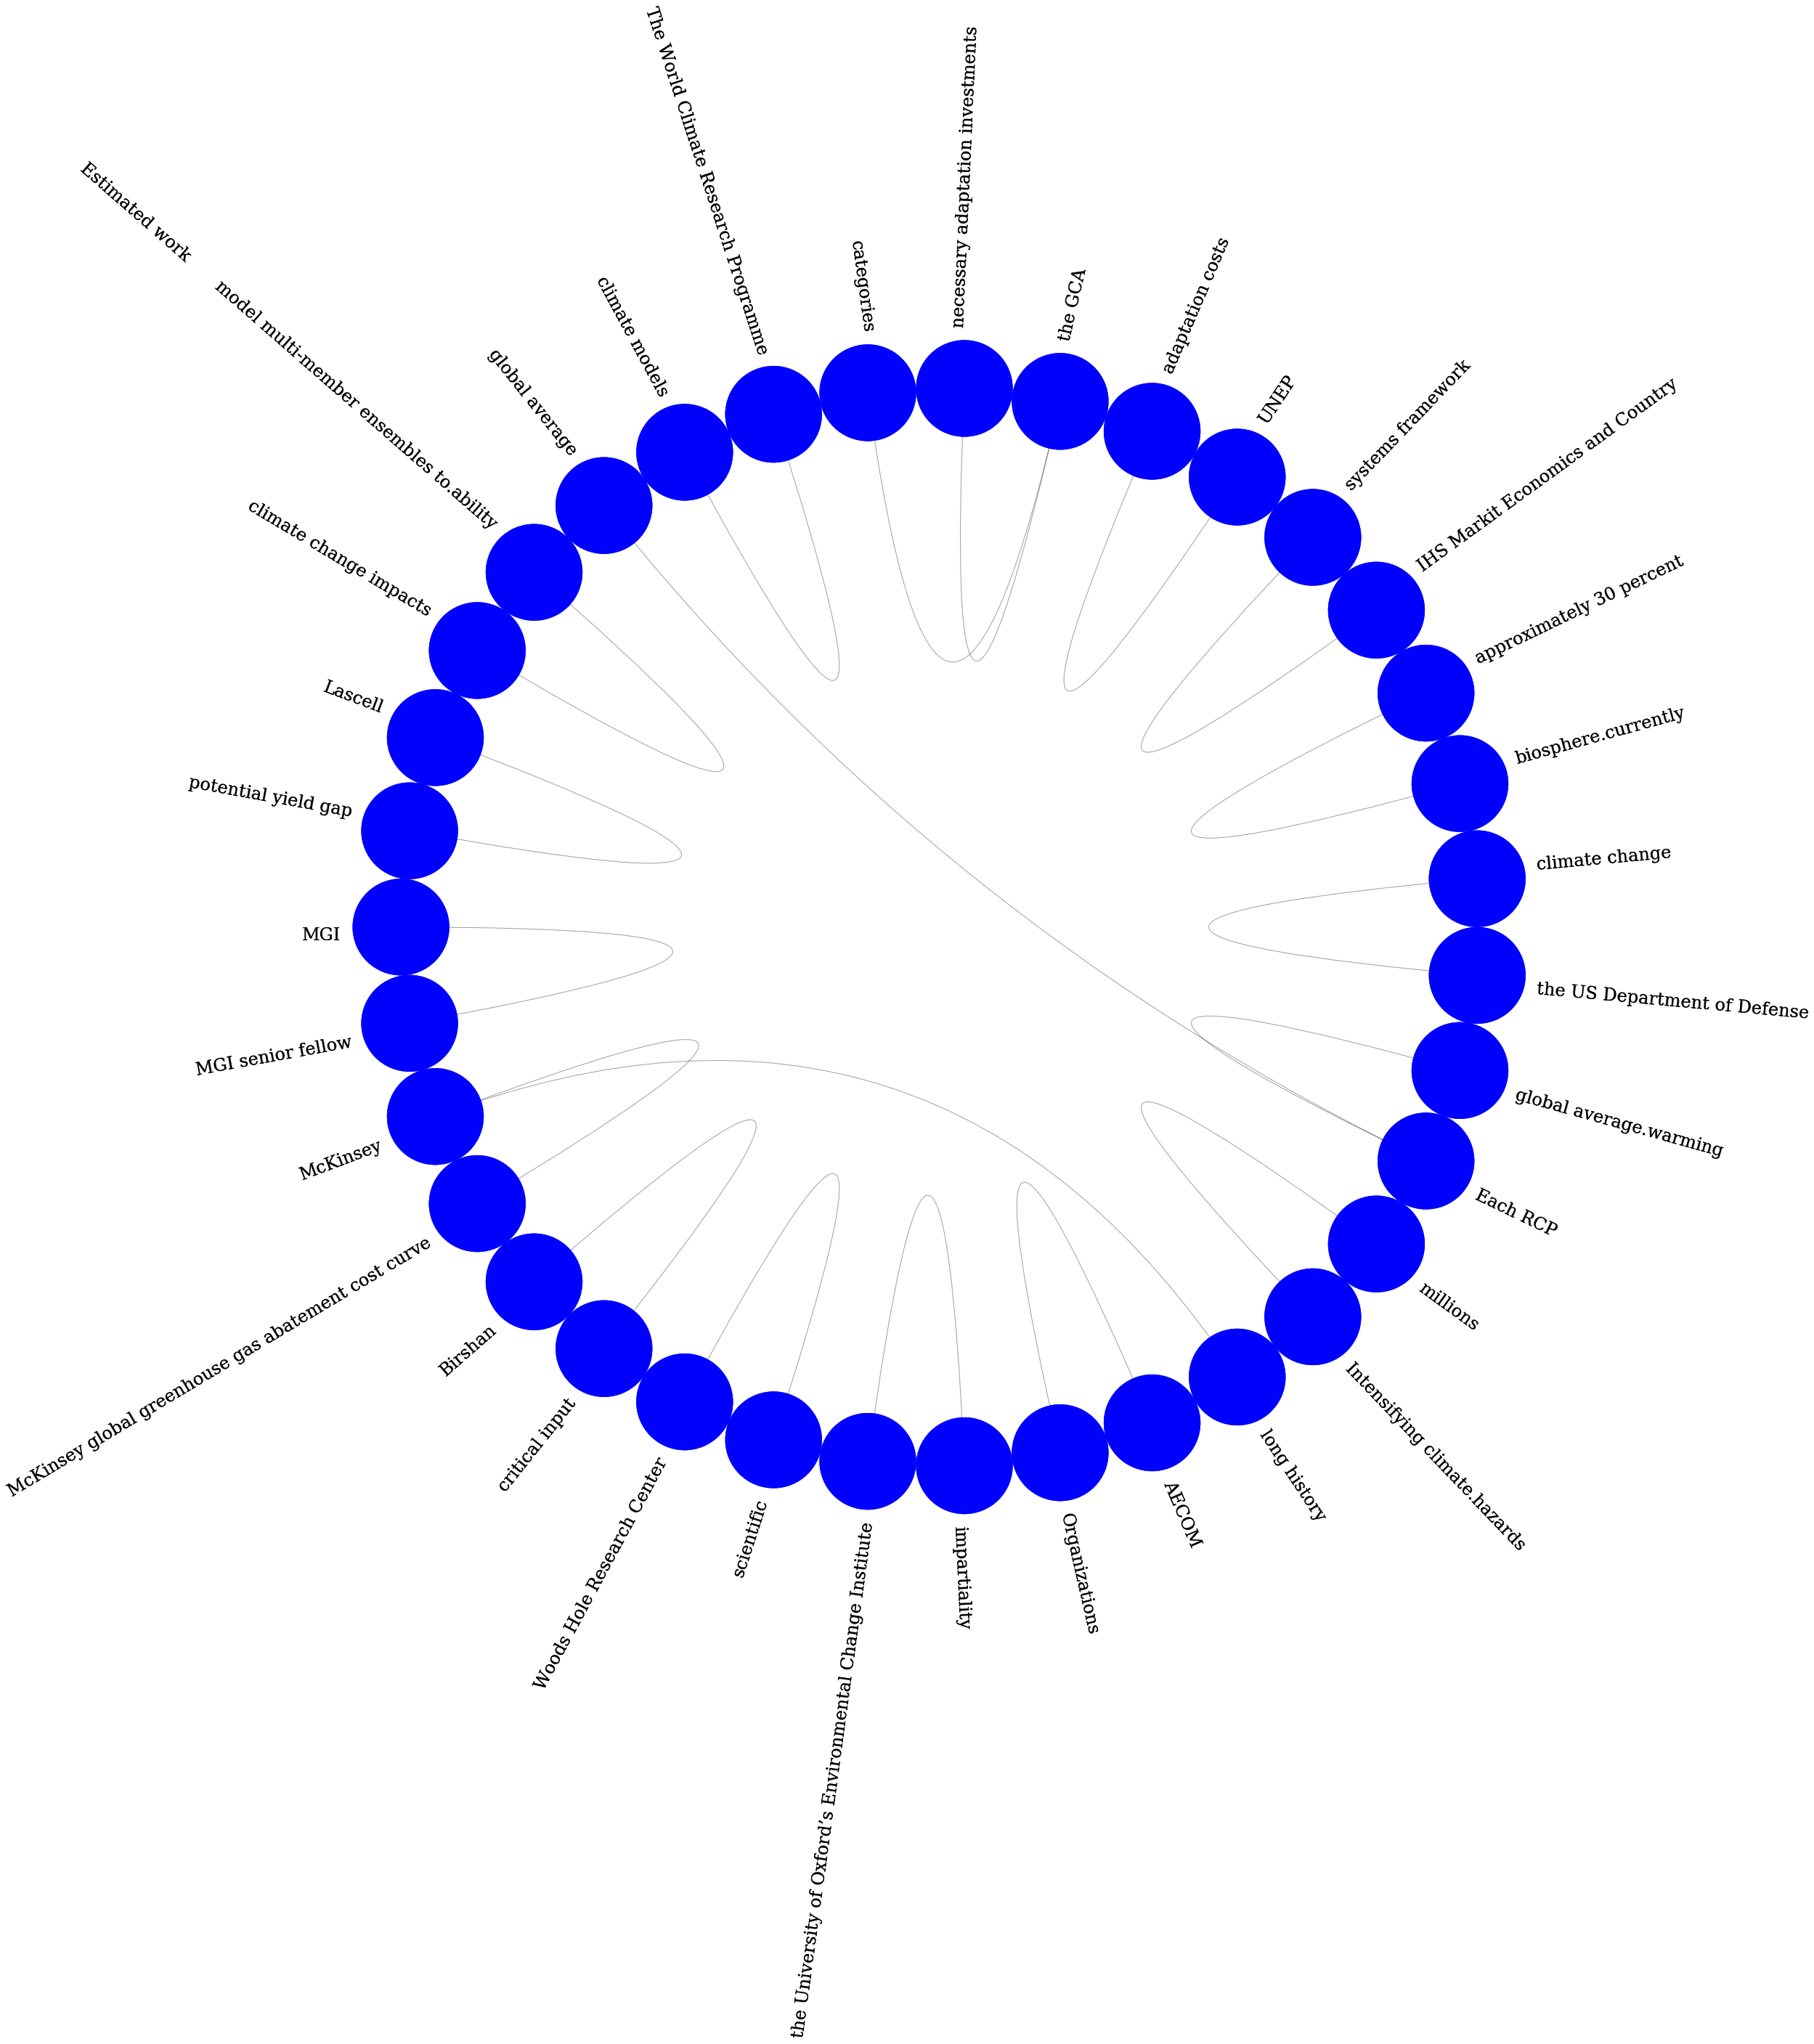 The World Climate Research Programme
categories
necessary adaptation investments
the GCA
adaptation costs
UNEP
systems framework
IHS Markit Economics and Country
approximately 30 percent
biosphere.currently
climate change
the US Department of Defense
global average.warming
Each RCP
millions
Intensifying climate.hazards
long history
AECOM
Organizations
impartiality
the University of Oxford’s Environmental Change Institute
scientific
Woods Hole Research Center
critical input
Birshan
McKinsey global greenhouse gas abatement cost curve
McKinsey
MGI senior fellow
MGI
potential yield gap
Lascell
climate change impacts
Estimated work model multi-member ensembles to.ability
global average
climate models